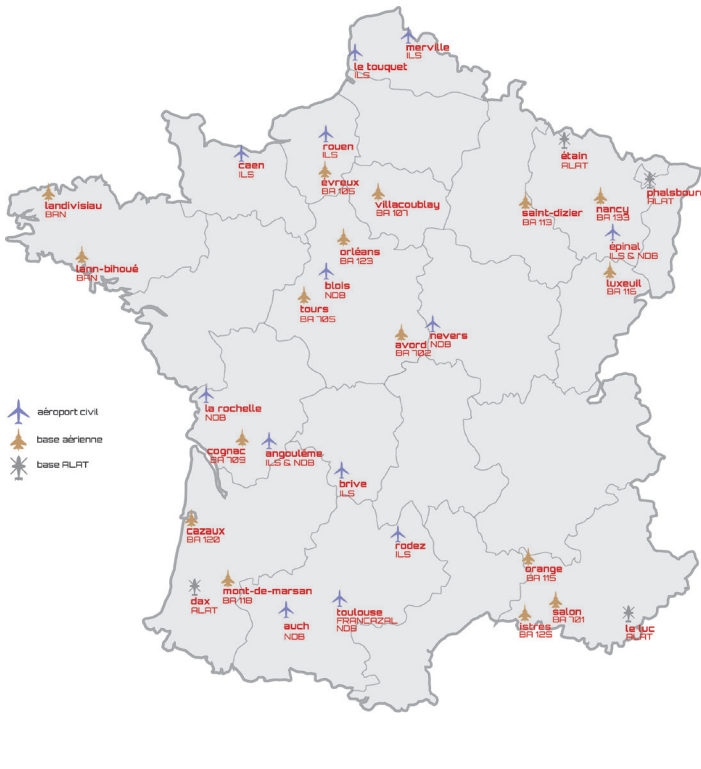 merville
ILS
le touquet
ILS
rouen
ILS
caen
ILS
étain
ALAT
évreux
BA 105
villacoublay
BA 107
phalsbourg
ALAT
landivisiau
BAN
saint-dizier
BA 113
nancy
BA 133
orléans
BA 123
épinal
ILS & NDB
lann-bihoué
BAN
blois
NDB
luxeuil
BA 116
tours
BA 705
avord
BA 702
nevers
NDB
la rochelle
NDB
aéroport civil
base aérienne
base ALAT
cognac
BA 709
angoulème
ILS & NDB
brive
ILS
cazaux
BA 120
rodez
ILS
orange
BA 115
mont-de-marsan
BA 118
dax
ALAT
auch
NDB
toulouse
FRANCAZAL
NDB
salon
BA 701
istres
BA 125
le luc
ALAT